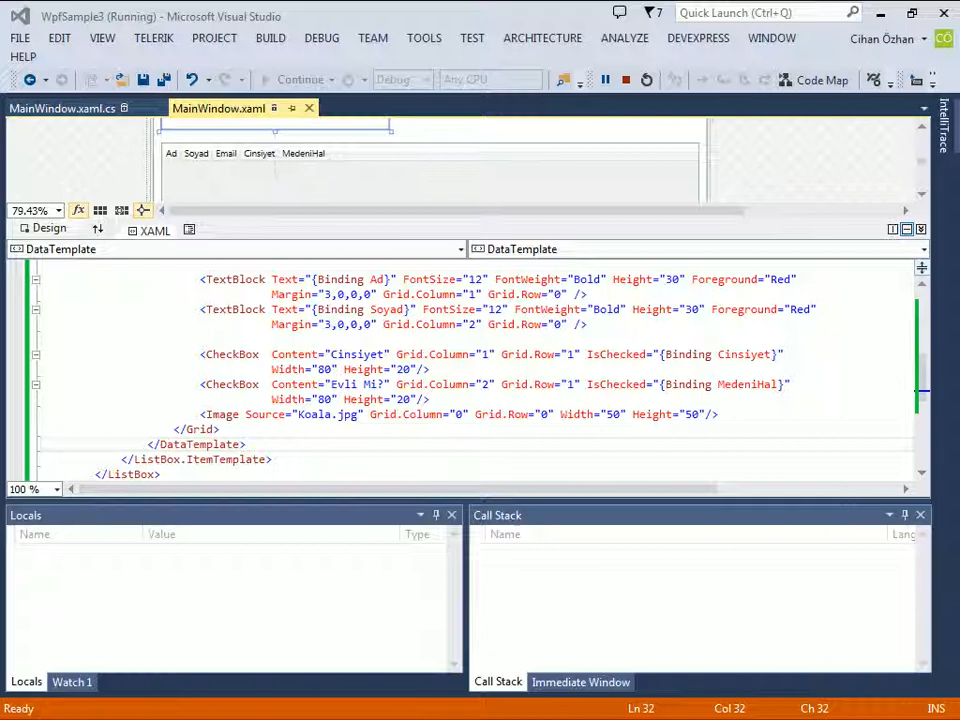 WpfSample3 (Running) - Microsoft Visual Studio
7
Quick Launch (Ctrl+Q)
FILE EDIT VIEW TELERIK PROJECT BUILD DEBUG TEAM TOOLS TEST ARCHITECTURE ANALYZE DEVEXPRESS WINDOW
Cihan Özhan
CÖ
HELP
Continue
Debug
Any CPU
Code Map
MainWindow.xaml.cs
MainWindow.xaml
IntelliTrace
Ad Soyad Email Cinsiyet MedeniHal
79.43%
fx
Design
XAML
DataTemplate
DataTemplate
<TextBlock Text="{Binding Ad}" FontSize="12" FontWeight="Bold" Height="30" Foreground="Red"
Margin="3,0,0,0" Grid.Column="1" Grid.Row="0" />
<TextBlock Text="{Binding Soyad}" FontSize="12" FontWeight="Bold" Height="30" Foreground="Red"
Margin="3,0,0,0" Grid.Column="2" Grid.Row="0" />
<CheckBox Content="Cinsiyet" Grid.Column="1" Grid.Row="1" IsChecked="{Binding Cinsiyet}"
Width="80" Height="20"/>
<CheckBox Content="Evli Mi?" Grid.Column="2" Grid.Row="1" IsChecked="{Binding MedeniHal}"
Width="80" Height="20"/>
<Image Source="Koala.jpg" Grid.Column="0" Grid.Row="0" Width="50" Height="50"/>
</Grid>
</DataTemplate>
</ListBox.ItemTemplate>
</ListBox>
100 %
Locals
Name Value Type
Call Stack
Name Lang
Locals Watch 1
Call Stack Immediate Window
Ready
Ln 32 Col 32 Ch 32 INS